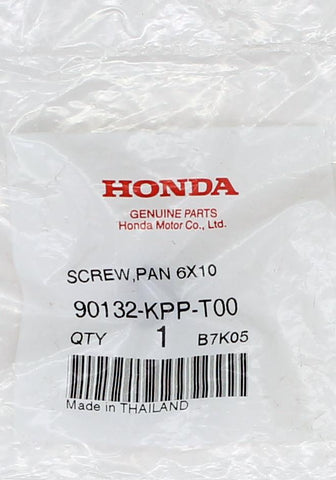 HONDA
GENUINE PARTS
Honda Motor Co., Ltd.
SCREW,PAN 6X10
90132-KPP-T00
QTY 1 B7K05
Made in THAILAND